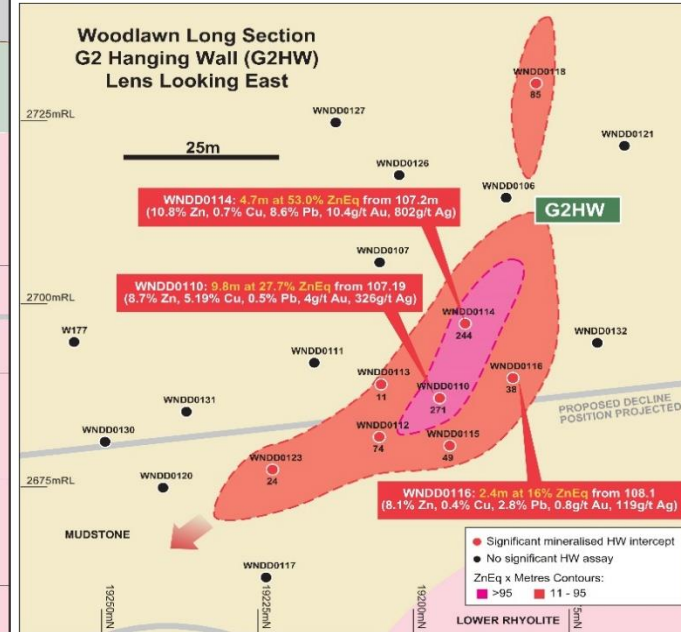 Woodlawn Long Section
G2 Hanging Wall (G2HW)
Lens Looking East
WNDD0118
85
2725mRL
WNDD0127
WNDD0121
25m
WNDD0126
WNDD0106
WNDD0114: 4.7m at 53.0% ZnEq from 107.2m
(10.8% Zn, 0.7% Cu, 8.6% Pb, 10.4g/t Au, 802g/t Ag)
G2HW
WNDD0107
WNDD0110: 9.8m at 27.7% ZnEq from 107.19
(8.7% Zn, 5.19% Cu, 0.5% Pb, 4g/t Au, 326g/t Ag)
2700mRL
WNDD0114
244
W177
WNDD0132
WNDD0111
WNDD0113
11
WNDD0116
38
WNDD0110
271
WNDD0131
PROPOSED DECLINE
POSITION PROJECTED
WNDD0130
WNDD0112
74
WNDD0115
49
WNDD0123
24
2675mRL
WNDD0120
WNDD0116: 2.4m at 16% ZnEq from 108.1
(8.1% Zn, 0.4% Cu, 2.8% Pb, 0.8g/t Au, 119g/t Ag)
MUDSTONE
Significant mineralised HW intercept
No significant HW assay
ZnEq x Metres Contours:
>95 11 - 95
WNDD0117
19250mN
19225mN
19200mN
LOWER RHYOLITE